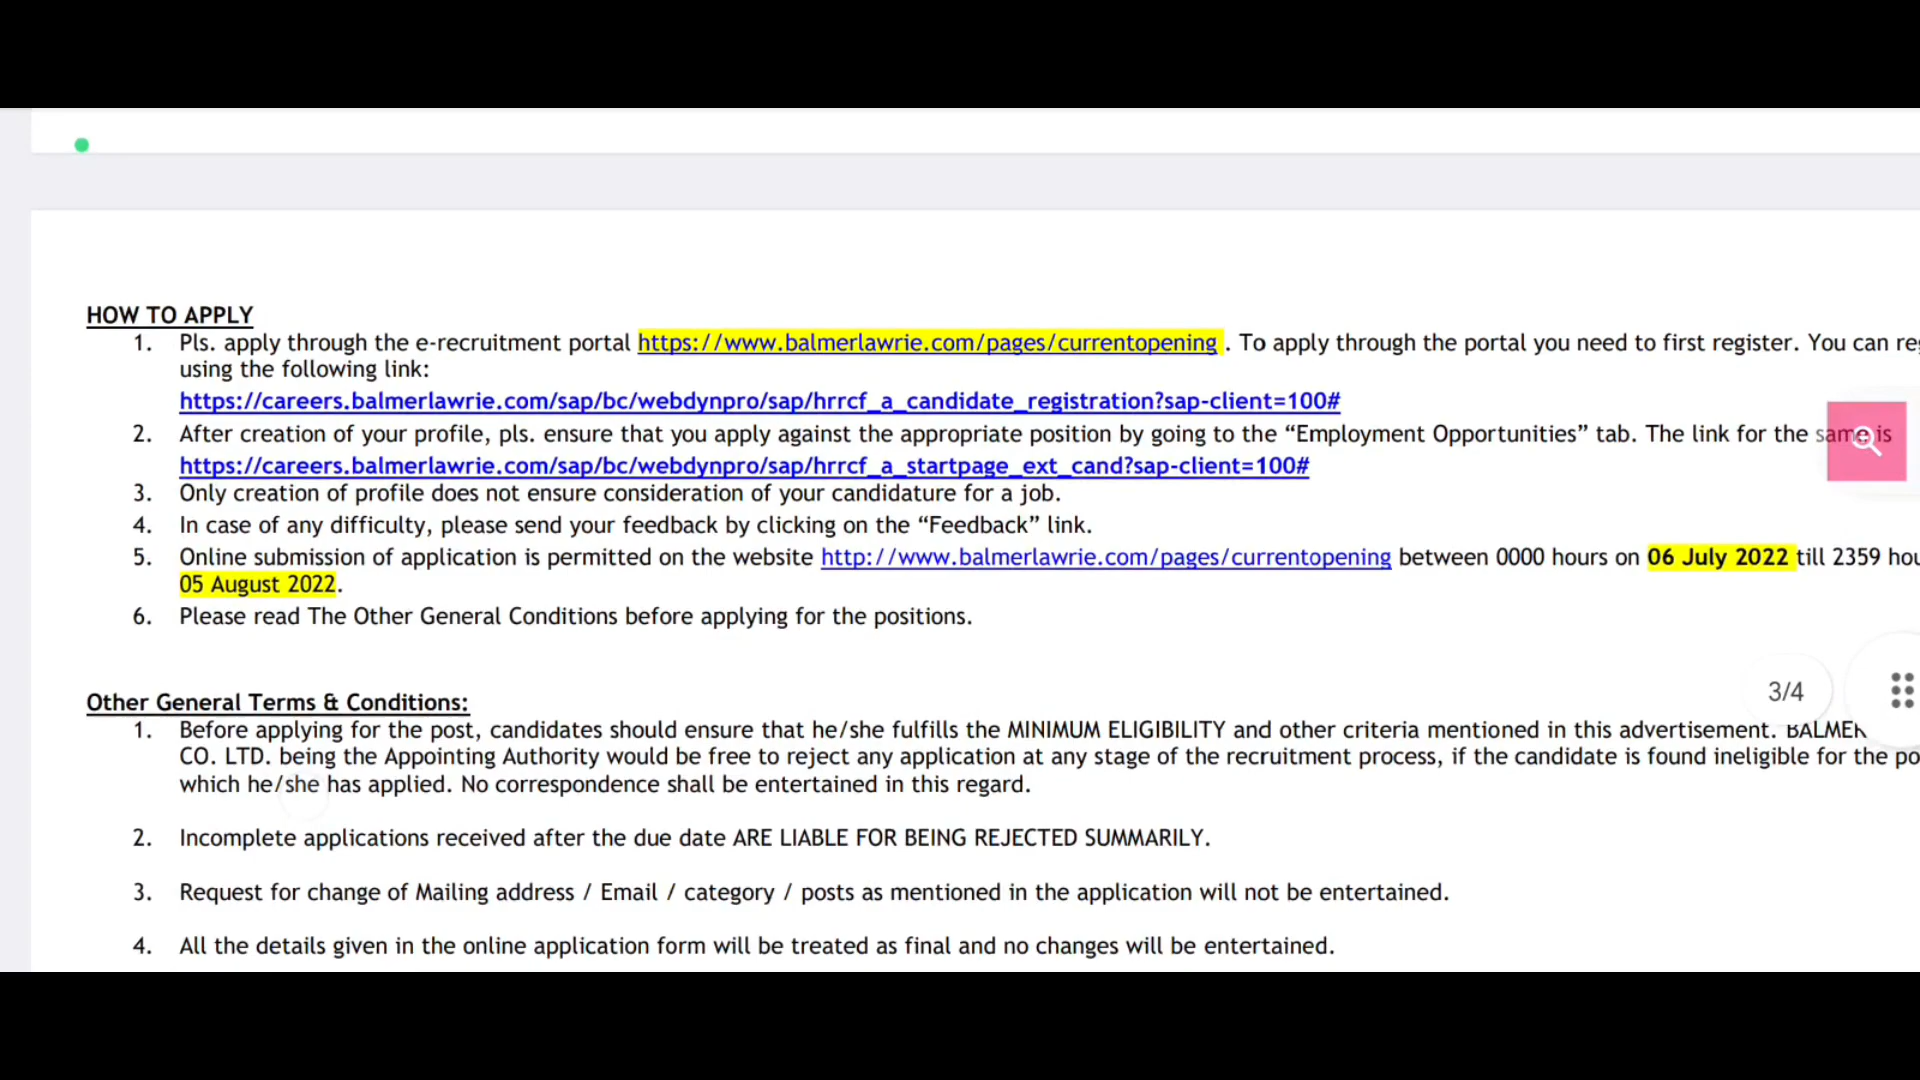 HOW TO APPLY
1. Pls. apply through the e-recruitment portal https://www.balmerlawrie.com/pages/currentopening . To apply through the portal you need to first register. You can re
using the following link:
https://careers.balmerlawrie.com/sap/bc/webdynpro/sap/hrrcf_a_candidate_registration?sap-client=100#
2. After creation of your profile, pls. ensure that you apply against the appropriate position by going to the “Employment Opportunities” tab. The link for the same is
https://careers.balmerlawrie.com/sap/bc/webdynpro/sap/hrrcf_a_startpage_ext_cand?sap-client=100#
3. Only creation of profile does not ensure consideration of your candidature for a job.
4. In case of any difficulty, please send your feedback by clicking on the “Feedback” link.
5. Online submission of application is permitted on the website http://www.balmerlawrie.com/pages/currentopening between 0000 hours on 06 July 2022 till 2359 hou
05 August 2022.
6. Please read The Other General Conditions before applying for the positions.
3/4
Other General Terms & Conditions:
1. Before applying for the post, candidates should ensure that he/she fulfills the MINIMUM ELIGIBILITY and other criteria mentioned in this advertisement. BALMER
CO. LTD. being the Appointing Authority would be free to reject any application at any stage of the recruitment process, if the candidate is found ineligible for the po
which he/she has applied. No correspondence shall be entertained in this regard.
2. Incomplete applications received after the due date ARE LIABLE FOR BEING REJECTED SUMMARILY.
3. Request for change of Mailing address / Email / category / posts as mentioned in the application will not be entertained.
4. All the details given in the online application form will be treated as final and no changes will be entertained.